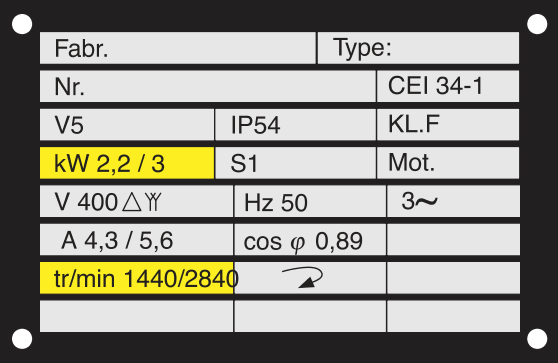 Fabr. Type:
Nr. CEI 34-1
V5 IP54 KL.F
kW 2,2 / 3 S1 Mot.
V 400 △ YY Hz 50 3~
A 4,3 / 5,6 cos φ 0,89
tr/min 1440/2840